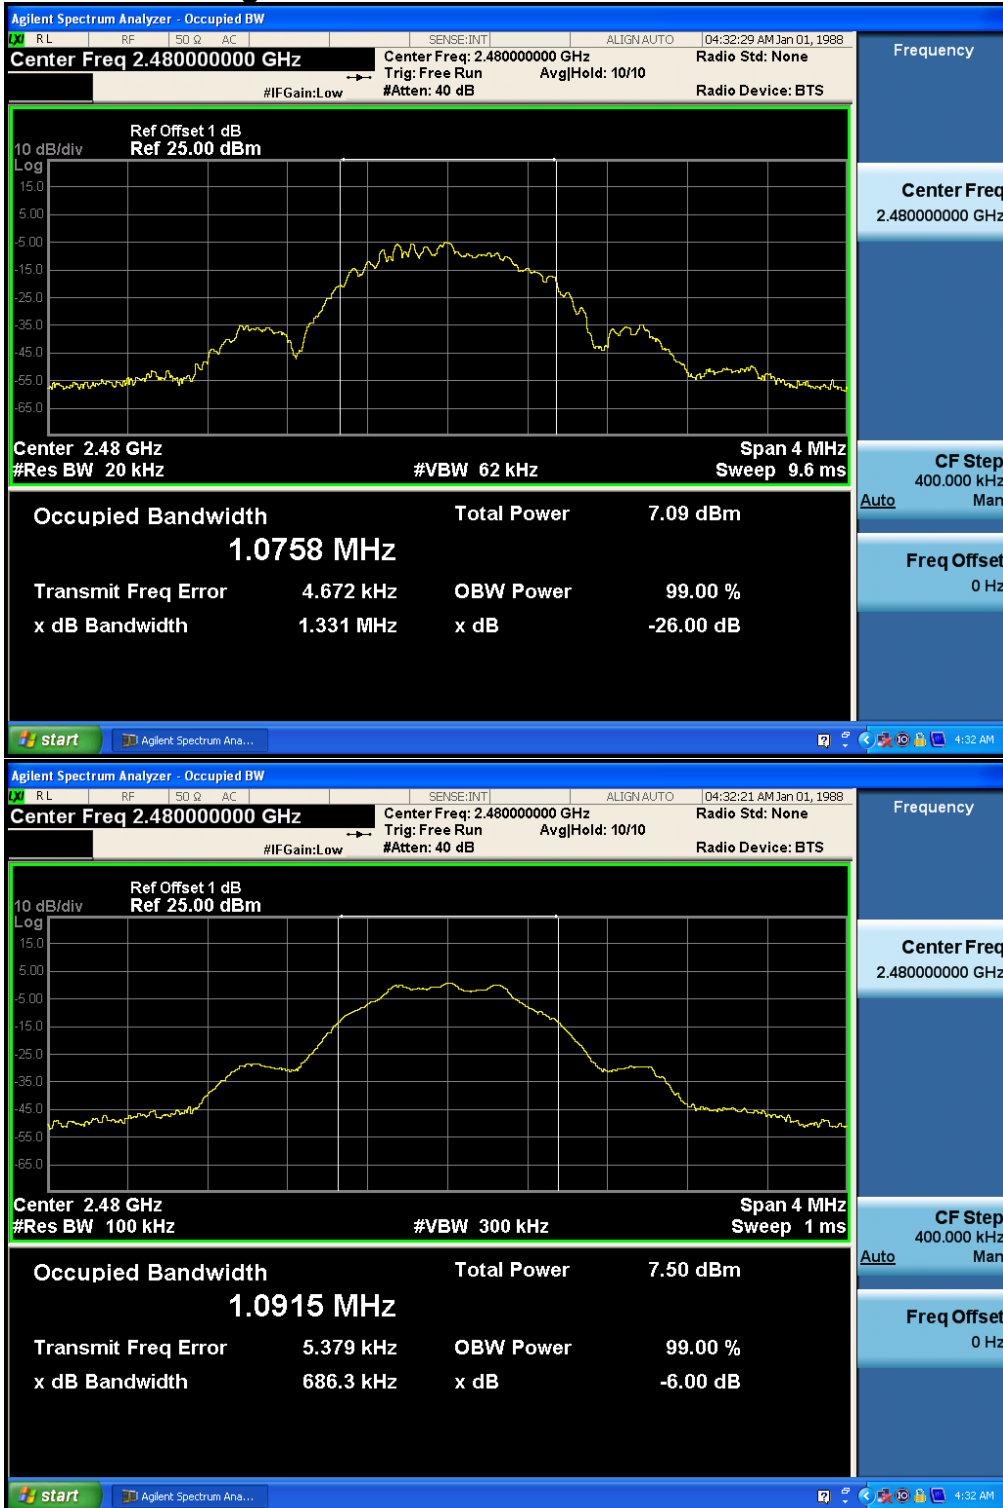 Agilent Spectrum Analyzer - Occupied BW
LXI RL RF 50 Ω AC SENSE:INT ALIGN AUTO 04:32:29 AM Jan 01, 1988
Center Freq 2.480000000 GHz
Center Freq: 2.480000000 GHz
Radio Std: None
Frequency
Trig: Free Run
Avg|Hold: 10/10
#IFGain:Low
#Atten: 40 dB
Radio Device: BTS
Ref Offset 1 dB
10 dB/div
Ref 25.00 dBm
Log
15.0
5.00
-5.00
-15.0
-25.0
-35.0
-45.0
-55.0
-65.0
Center 2.48 GHz
Span 4 MHz
#Res BW 20 kHz
#VBW 62 kHz
Sweep 9.6 ms
Center Freq
2.480000000 GHz
CF Step
400.000 kHz
Auto Man
Freq Offset
0 Hz
Occupied Bandwidth
1.0758 MHz
Total Power 7.09 dBm
Transmit Freq Error 4.672 kHz
OBW Power 99.00 %
x dB Bandwidth 1.331 MHz
x dB -26.00 dB
start
Agilent Spectrum Ana...
4:32 AM
Agilent Spectrum Analyzer - Occupied BW
LXI RL RF 50 Ω AC SENSE:INT ALIGN AUTO 04:32:21 AM Jan 01, 1988
Center Freq 2.480000000 GHz
Center Freq: 2.480000000 GHz
Radio Std: None
Frequency
Trig: Free Run
Avg|Hold: 10/10
#IFGain:Low
#Atten: 40 dB
Radio Device: BTS
Ref Offset 1 dB
10 dB/div
Ref 25.00 dBm
Log
15.0
5.00
-5.00
-15.0
-25.0
-35.0
-45.0
-55.0
-65.0
Center 2.48 GHz
Span 4 MHz
#Res BW 100 kHz
#VBW 300 kHz
Sweep 1 ms
Center Freq
2.480000000 GHz
CF Step
400.000 kHz
Auto Man
Freq Offset
0 Hz
Occupied Bandwidth
1.0915 MHz
Total Power 7.50 dBm
Transmit Freq Error 5.379 kHz
OBW Power 99.00 %
x dB Bandwidth 686.3 kHz
x dB -6.00 dB
start
Agilent Spectrum Ana...
4:32 AM